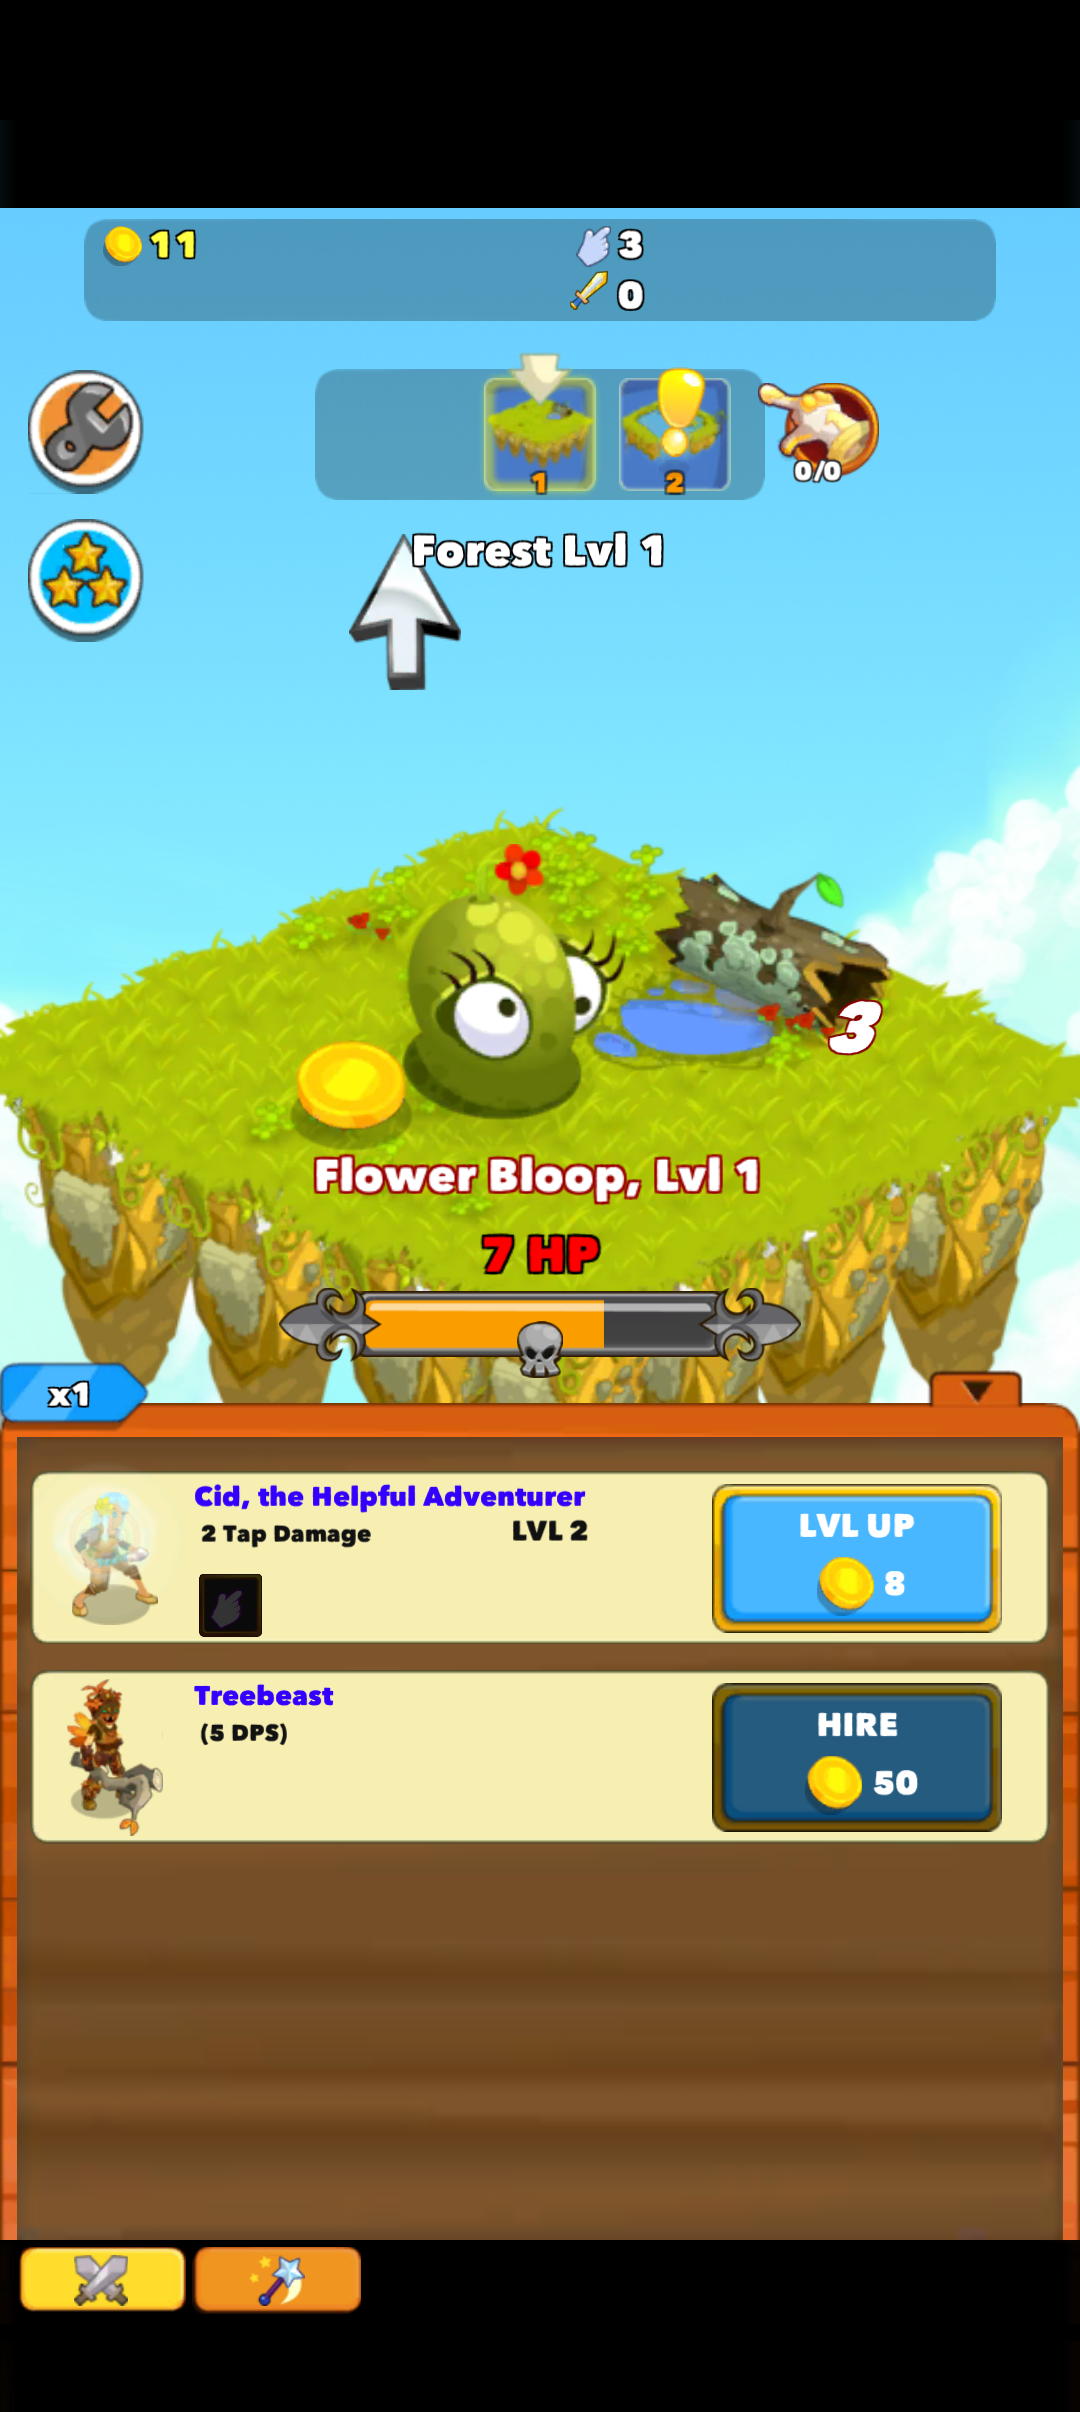 11
3
0
1
2
0/0
Forest Lvl 1
3
Flower Bloop, Lvl 1
7 HP
x1
Cid, the Helpful Adventurer
2 Tap Damage
LVL 2
LVL UP
8
Treebeast
(5 DPS)
HIRE
50